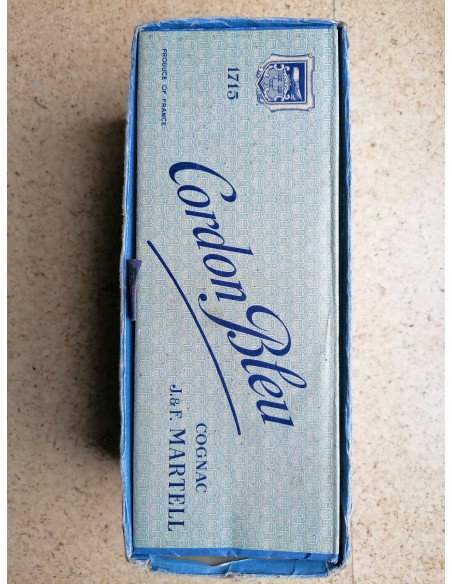 1715
PRODUCE OF FRANCE
Cordon Bleu
COGNAC
J.&F. MARTELL